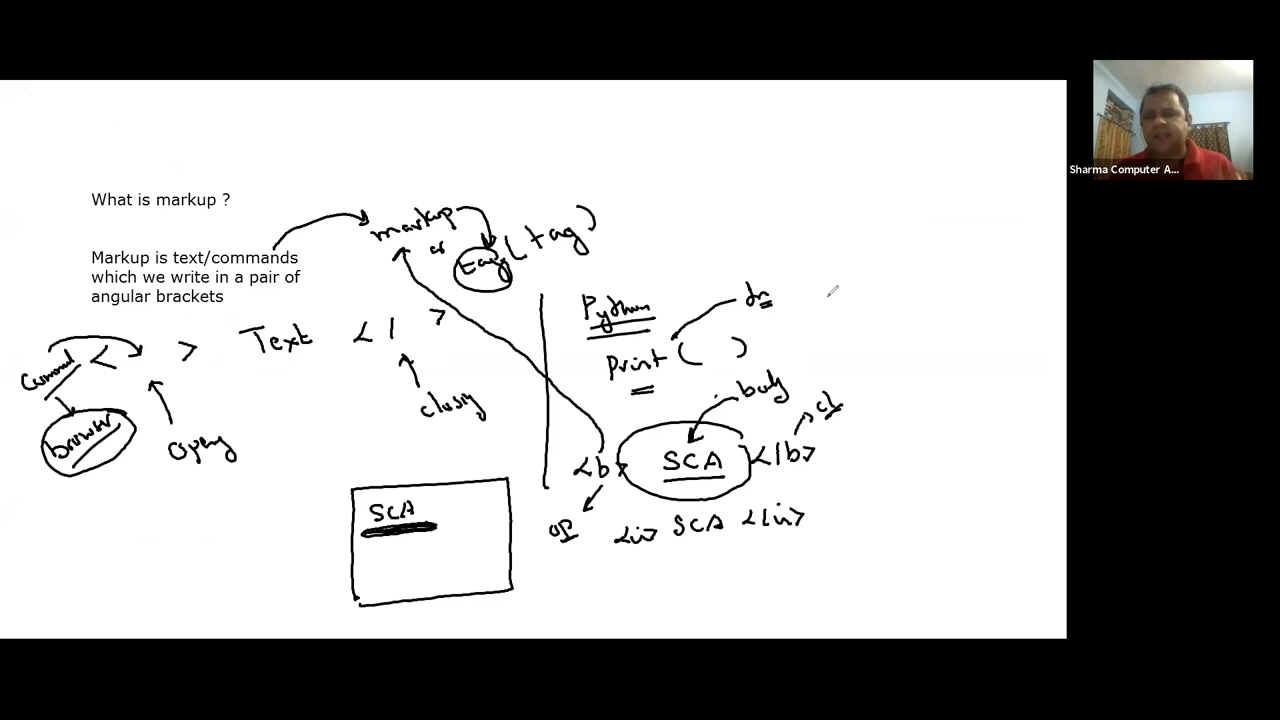 What is markup ?
markup
or
tag ( tag )
Markup is text/commands
which we write in a pair of
angular brackets
Python
Print ( )
< > Text </ >
browser
closing
opening
body
<b> SCA </b>
cl
op
SCA
SCA
Sharma Computer A...